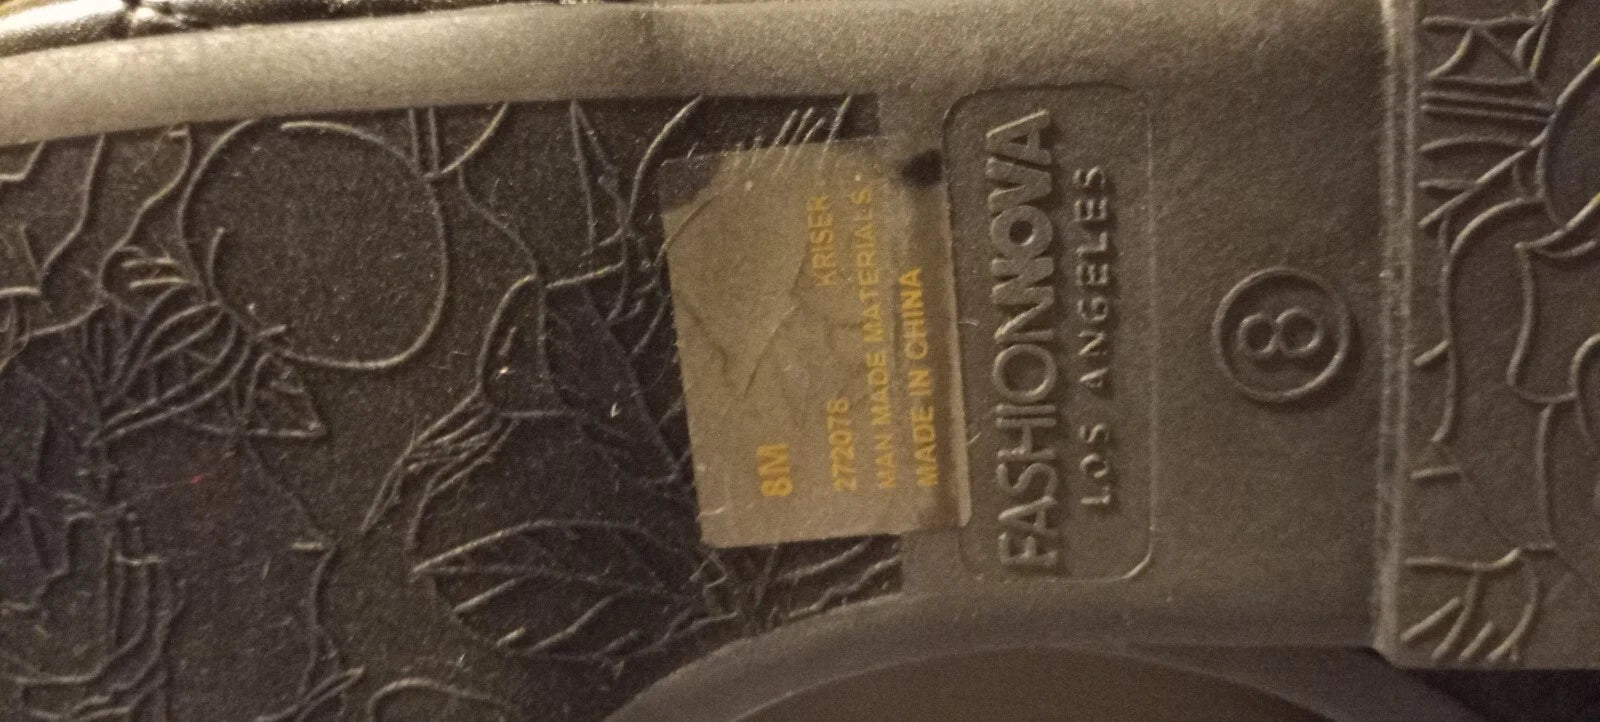 8M
272078 KRISER
MAN MADE MATERIALS
MADE IN CHINA
FASHIONNOVA
LOS ANGELES
8